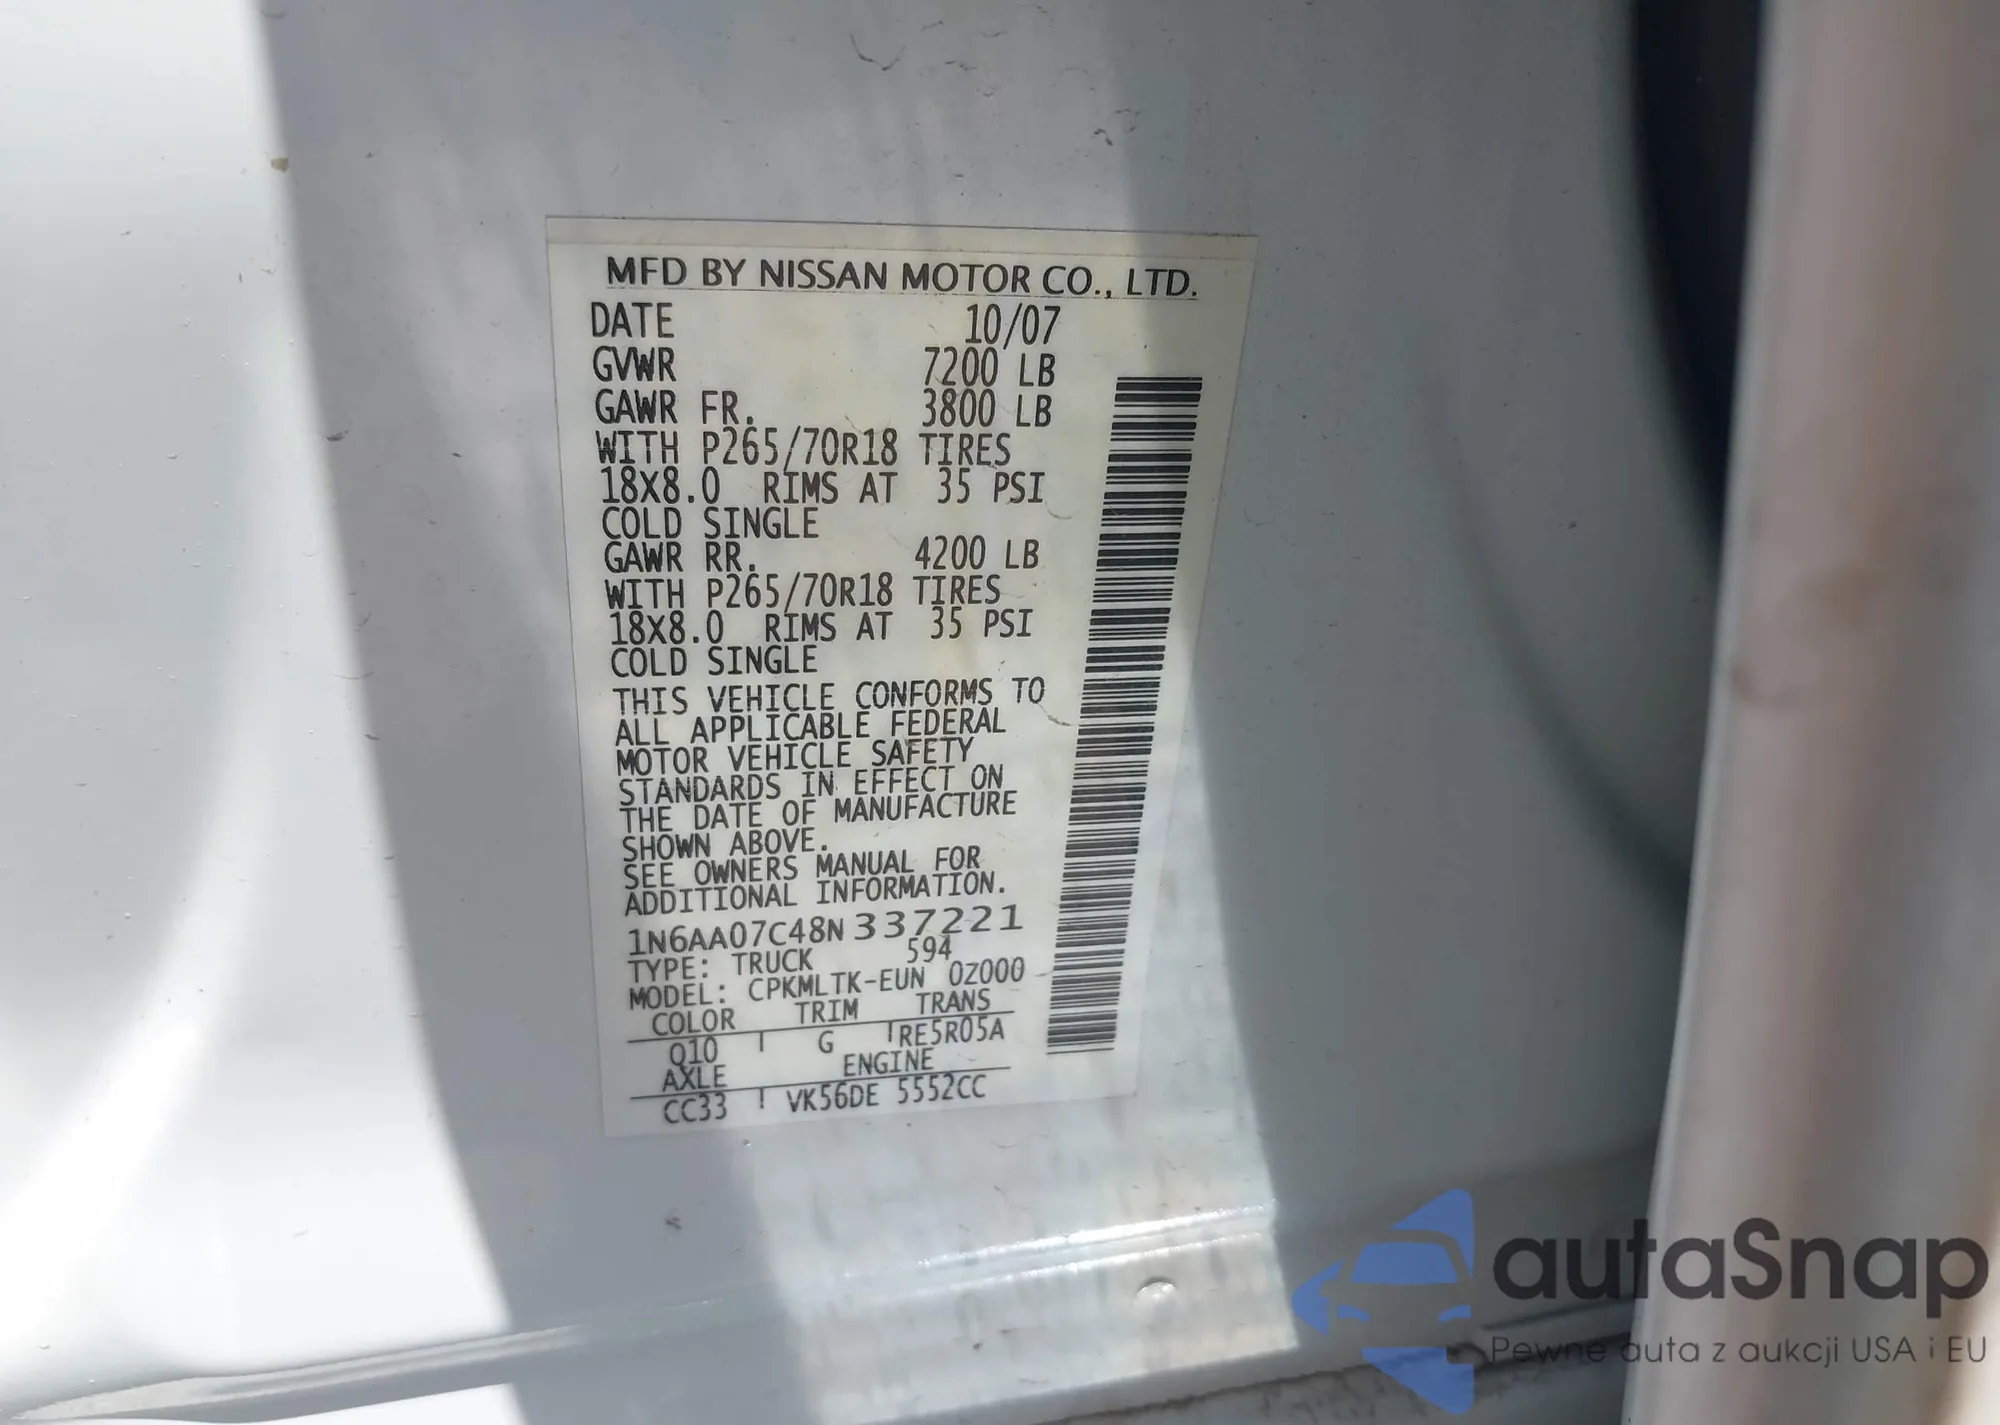 MFD BY NISSAN MOTOR CO., LTD.
DATE 10/07
GVWR 7200 LB
GAWR FR. 3800 LB
WITH P265/70R18 TIRES
18X8.0 RIMS AT 35 PSI
COLD SINGLE
GAWR RR. 4200 LB
WITH P265/70R18 TIRES
18X8.0 RIMS AT 35 PSI
COLD SINGLE
THIS VEHICLE CONFORMS TO
ALL APPLICABLE FEDERAL
MOTOR VEHICLE SAFETY
STANDARDS IN EFFECT ON
THE DATE OF MANUFACTURE
SHOWN ABOVE.
SEE OWNERS MANUAL FOR
ADDITIONAL INFORMATION.
1N6AA07C48N337221
TYPE: TRUCK 594
MODEL: CPKMLTK-EUN 0Z000
COLOR TRIM TRANS
Q10 G RE5R05A
AXLE ENGINE
CC33 VK56DE 5552CC
autaSnap
Pewne auta z aukcji USA i EU